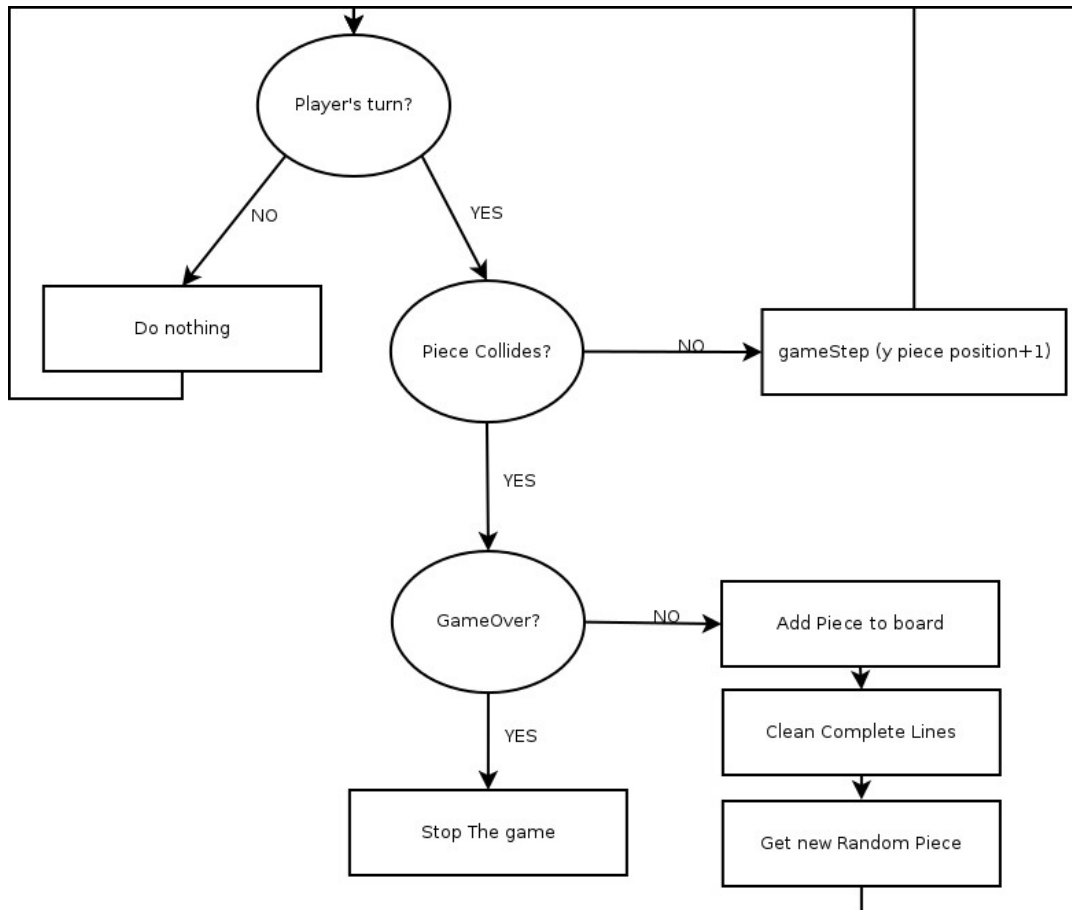 Player's turn?
NO
YES
Do nothing
Piece Collides?
NO
gameStep (y piece position+1)
YES
GameOver?
NO
Add Piece to board
Clean Complete Lines
YES
Stop The game
Get new Random Piece